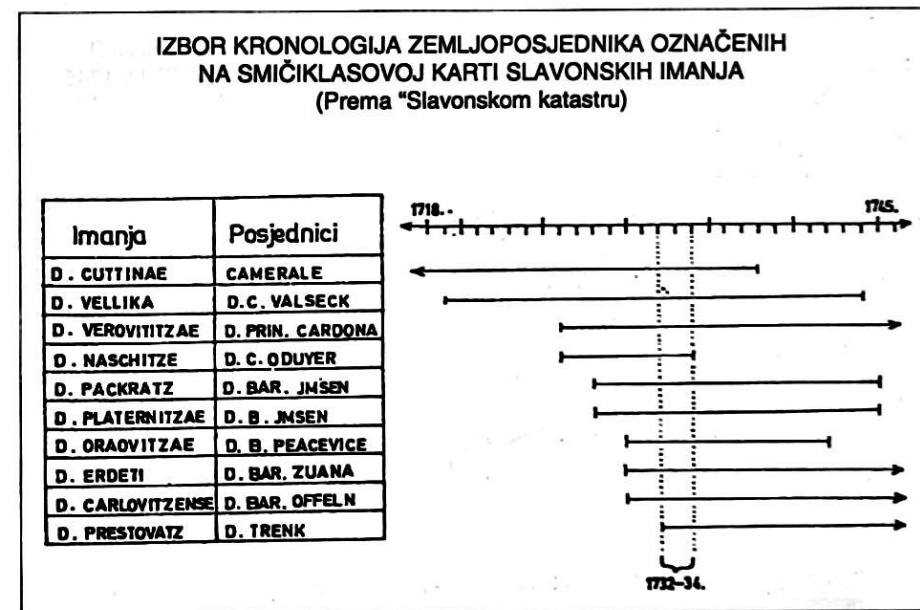 IZBOR KRONOLOGIJA ZEMLJOPOSJEDNIKA OZNAČENIH
NA SMIČIKLASOVOJ KARTI SLAVONSKIH IMANJA
(Prema “Slavonskom katastru)
Imanja Posjednici
1718.. 1745.
D. CUTTINAE CAMERALE
D. VELLIKA D.C. VALSECK
D. VEROVITITZAE D. PRIN. CARDONA
D. NASCHITZE D. C. ODUYER
D. PACKRATZ D. BAR. JMSEN
D. PLATERNITZAE D. B. JMSEN
D. ORAOVITZAE D. B. PEACEVICE
D. ERDETI D. BAR. ZUANA
D. CARLOVITZENSE D. BAR. OFFELN
D. PRESTOVATZ D. TRENK
1732-34.